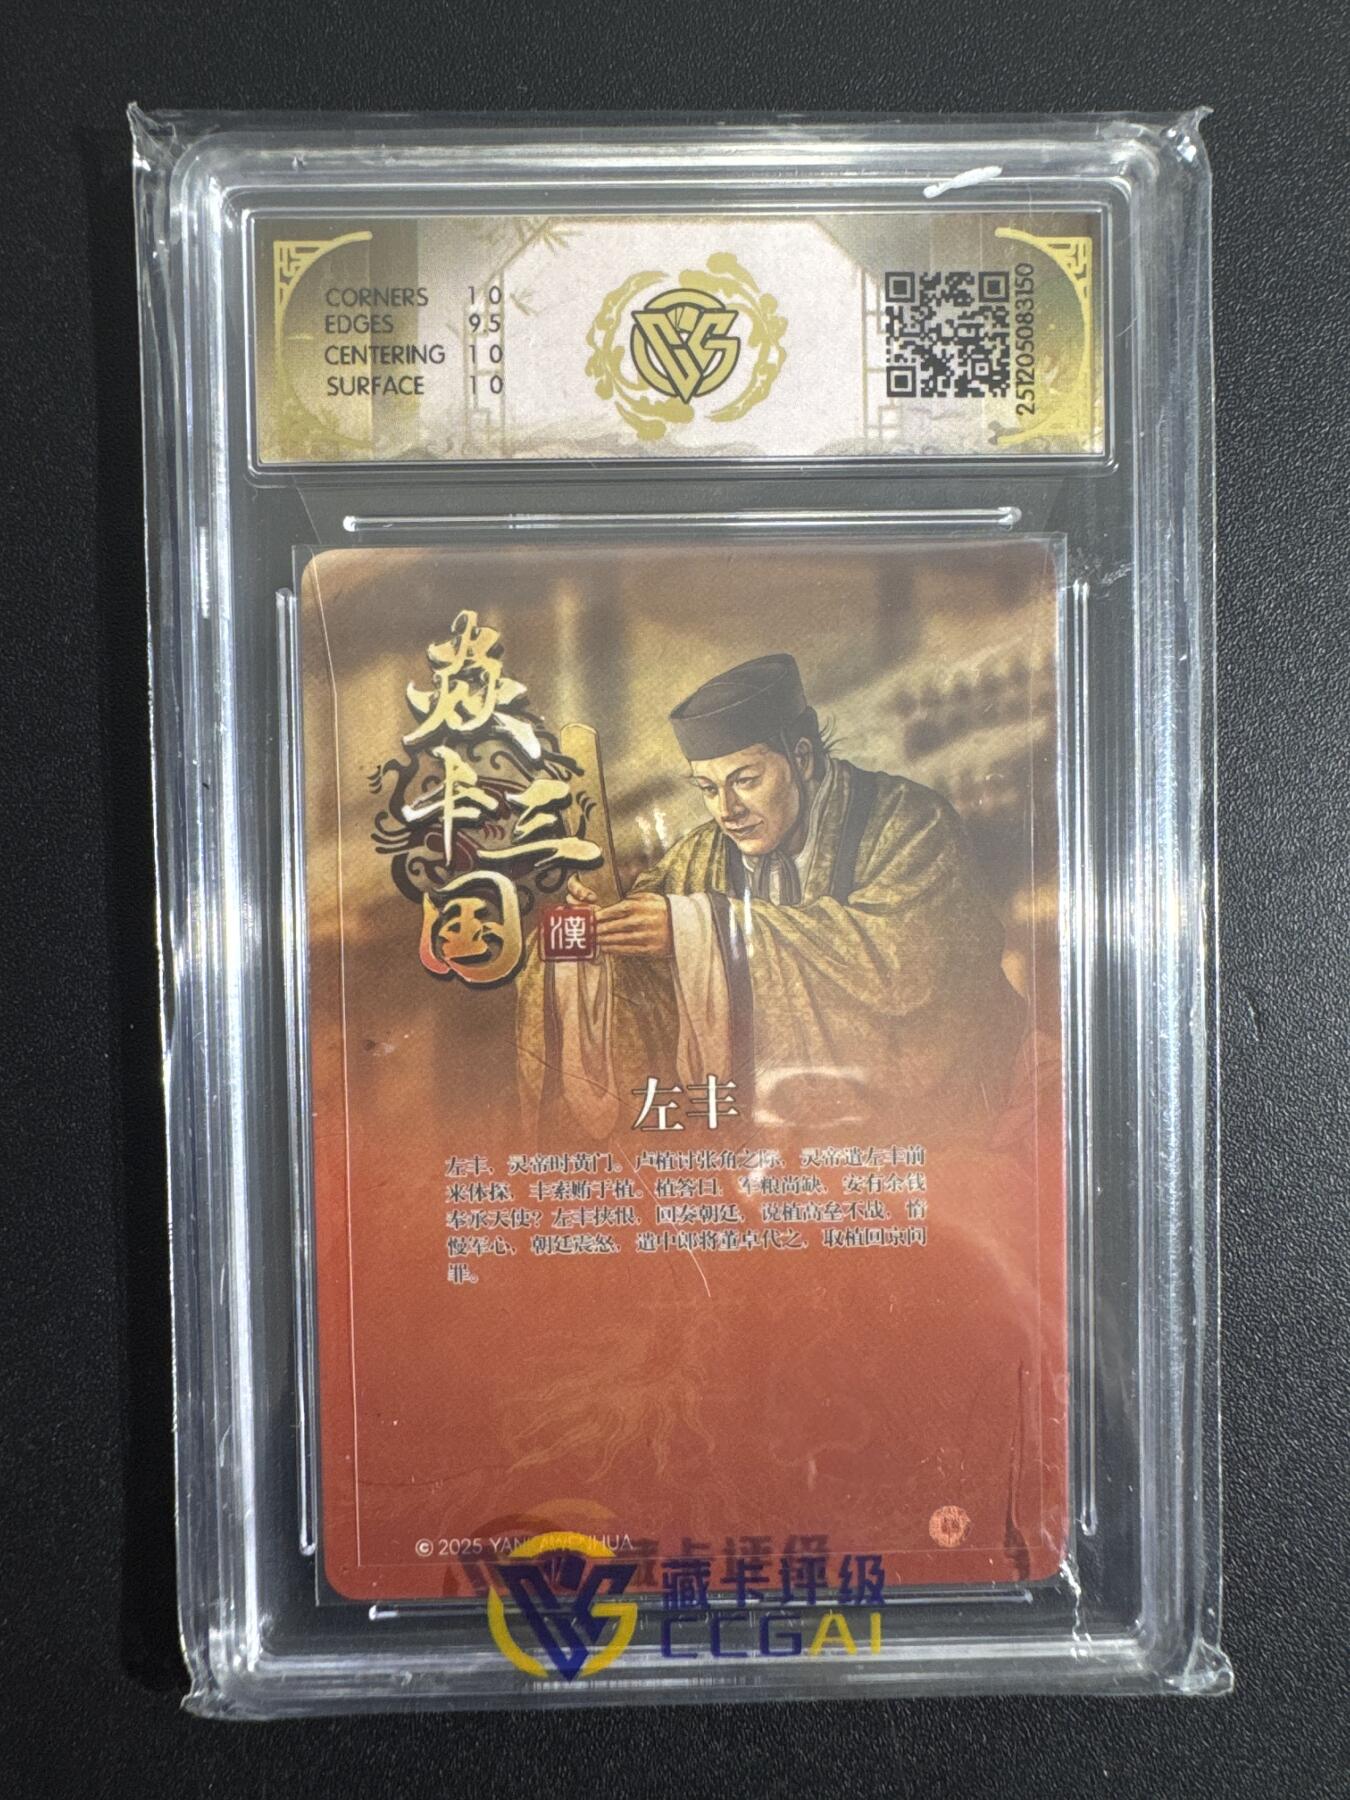 CORNERS 10
EDGES 9.5
CENTERING 10
SURFACE 10
251205083150
焱
卡三
国
漢
左丰
左丰，灵帝时黄门。卢植讨张角之际，灵帝遣左丰前
来体探，丰索贿于植。植答曰：军粮尚缺，安有余钱
奉承天使？左丰挟恨，回奏朝廷，说植高垒不战，惰
慢军心，朝廷震怒，遣中郎将董卓代之，取植回京问
罪。
© 2025 YANKAWENHUA
藏卡评级
CCGAI